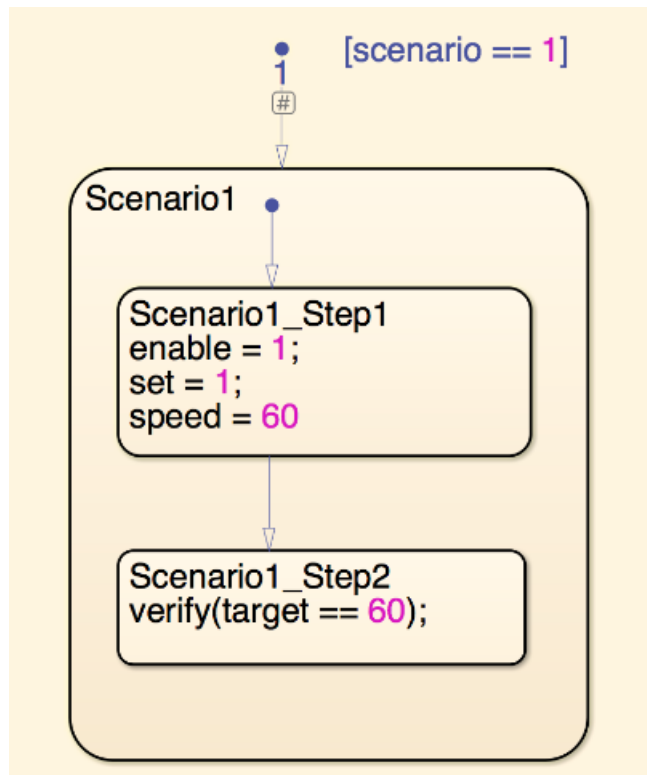 [scenario == 1]
1
#
Scenario1
Scenario1_Step1
enable = 1;
set = 1;
speed = 60
Scenario1_Step2
verify(target == 60);